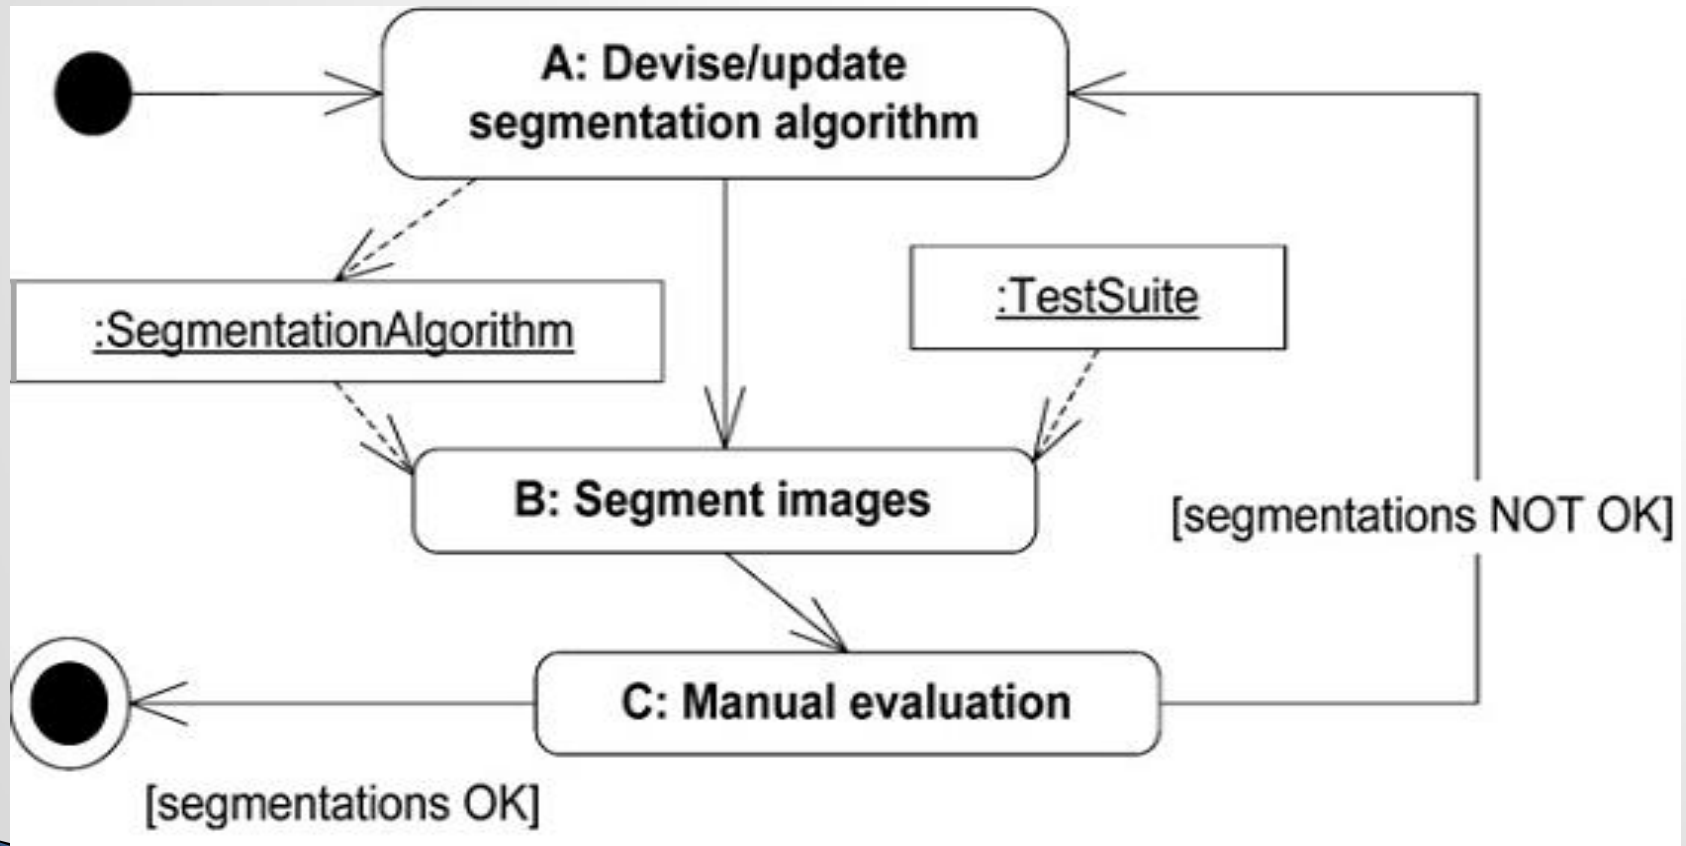 A: Devise/update
segmentation algorithm
:SegmentationAlgorithm
:TestSuite
B: Segment images
[segmentations NOT OK]
C: Manual evaluation
[segmentations OK]